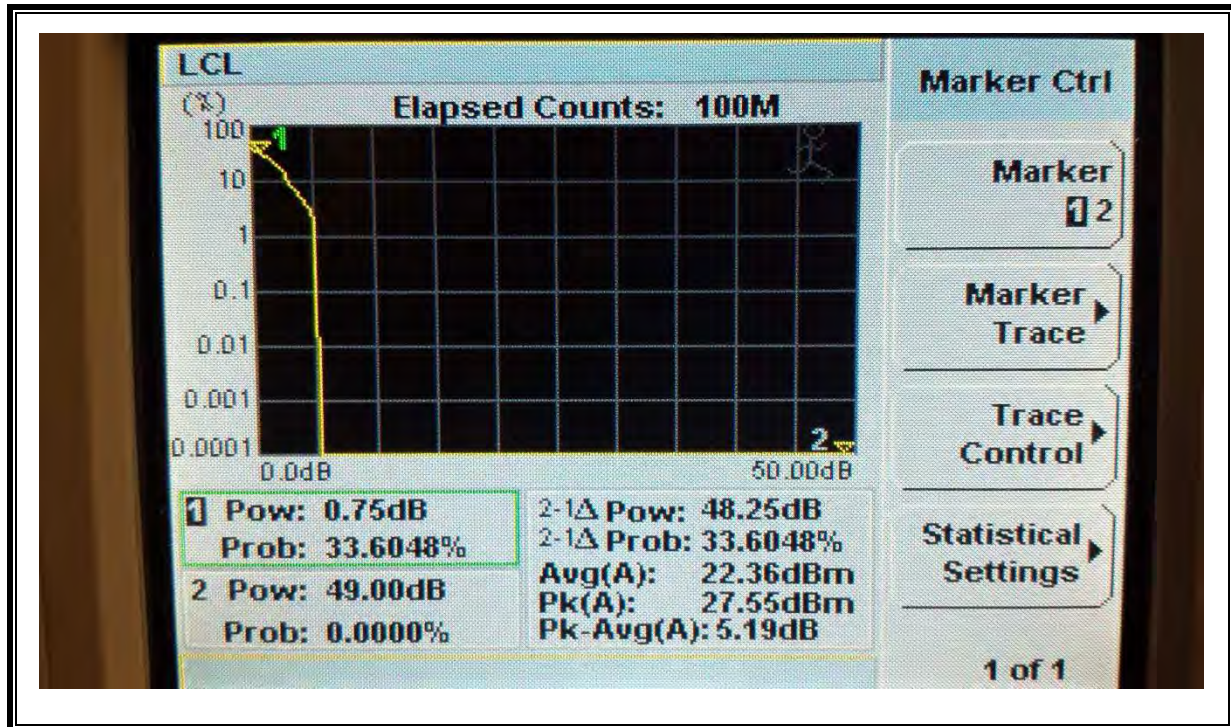 LCL
(%)
Elapsed Counts: 100M
100
10
1
0.1
0.01
0.001
0.0001
1
2
0.0dB
50.00dB
1 Pow: 0.75dB
Prob: 33.6048%
2 Pow: 49.00dB
Prob: 0.0000%
2-1Δ Pow: 48.25dB
2-1Δ Prob: 33.6048%
Avg(A): 22.36dBm
Pk(A): 27.55dBm
Pk-Avg(A): 5.19dB
Marker Ctrl
Marker
1 2
Marker
Trace
Trace
Control
Statistical
Settings
1 of 1